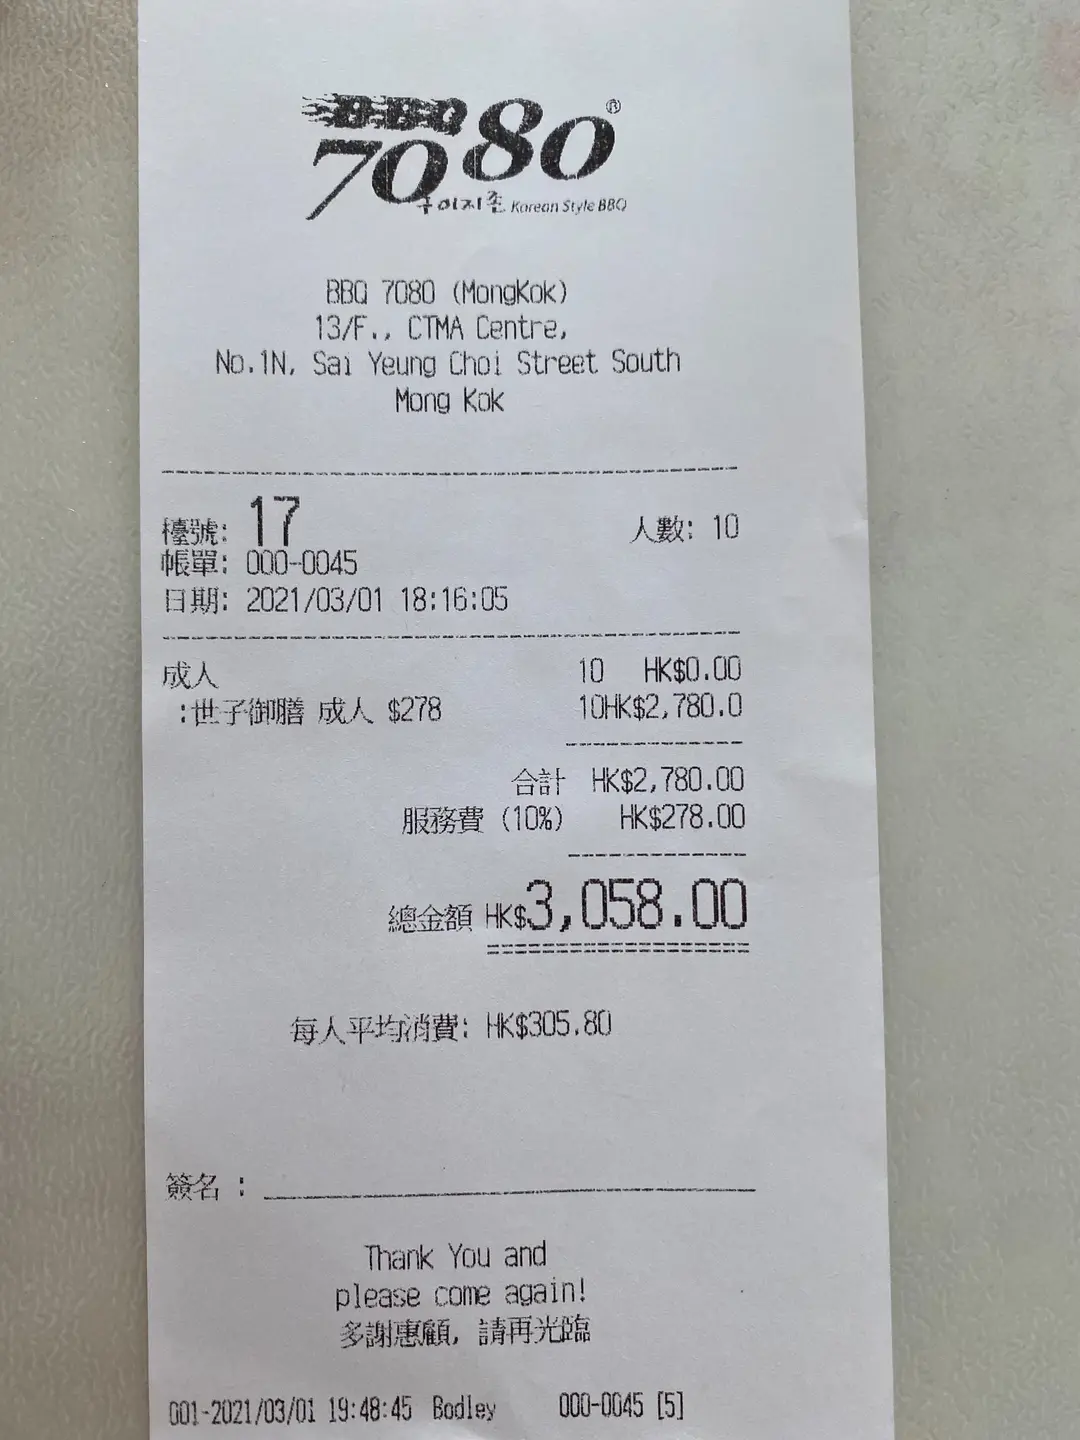 BBQ
7080®
구이지존 Korean Style BBQ
BBQ 7080 (MongKok)
13/F., CTMA Centre,
No.1N, Sai Yeung Choi Street South
Mong Kok
檯號: 17 人數: 10
帳單: 000-0045
日期: 2021/03/01 18:16:05
成人 10 HK$0.00
:世子御膳 成人 $278 10HK$2,780.0
合計 HK$2,780.00
服務費 (10%) HK$278.00
總金額 HK$3,058.00
每人平均消費: HK$305.80
簽名 :
Thank You and
please come again!
多謝惠顧, 請再光臨
001-2021/03/01 19:48:45 Bodley 000-0045 [5]